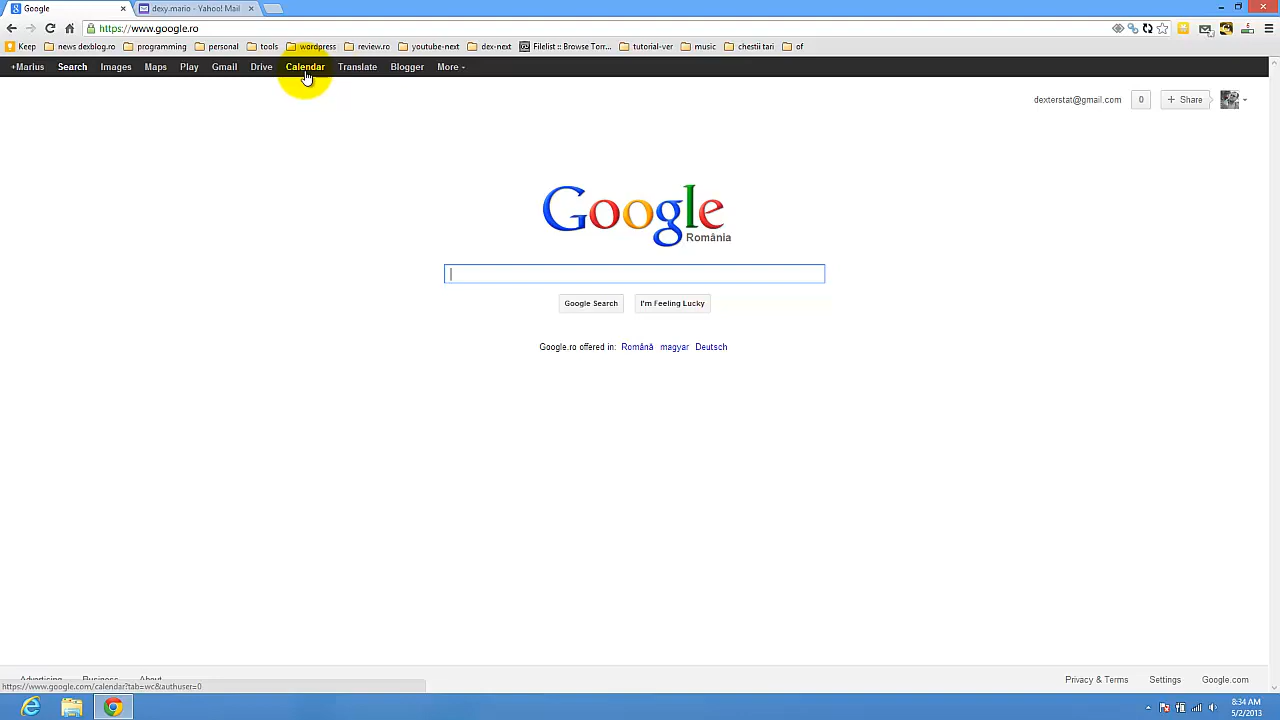 Google
dexy.mario - Yahoo! Mail
https://www.google.ro
Keep news dexblog.ro programming personal tools wordpress review.ro youtube-next dex-next Filelist :: Browse Torr... tutorial-ver music chestii tari of
+Marius Search Images Maps Play Gmail Drive Calendar Translate Blogger More
dexterstat@gmail.com 0 + Share
Google
România
Google Search I'm Feeling Lucky
Google.ro offered in: Română magyar Deutsch
Advertising Business About Privacy & Terms Settings Google.com
https://www.google.com/calendar?tab=wc&authuser=0
8:34 AM
5/2/2013